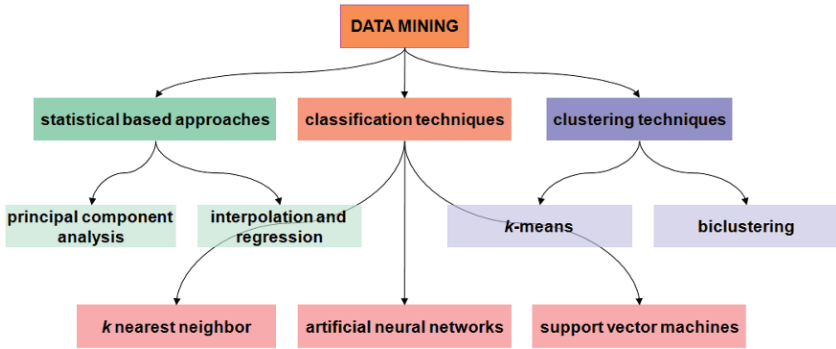 DATA MINING
statistical based approaches
classification techniques
clustering techniques
principal component
analysis
interpolation and
regression
k-means
biclustering
k nearest neighbor
artificial neural networks
support vector machines